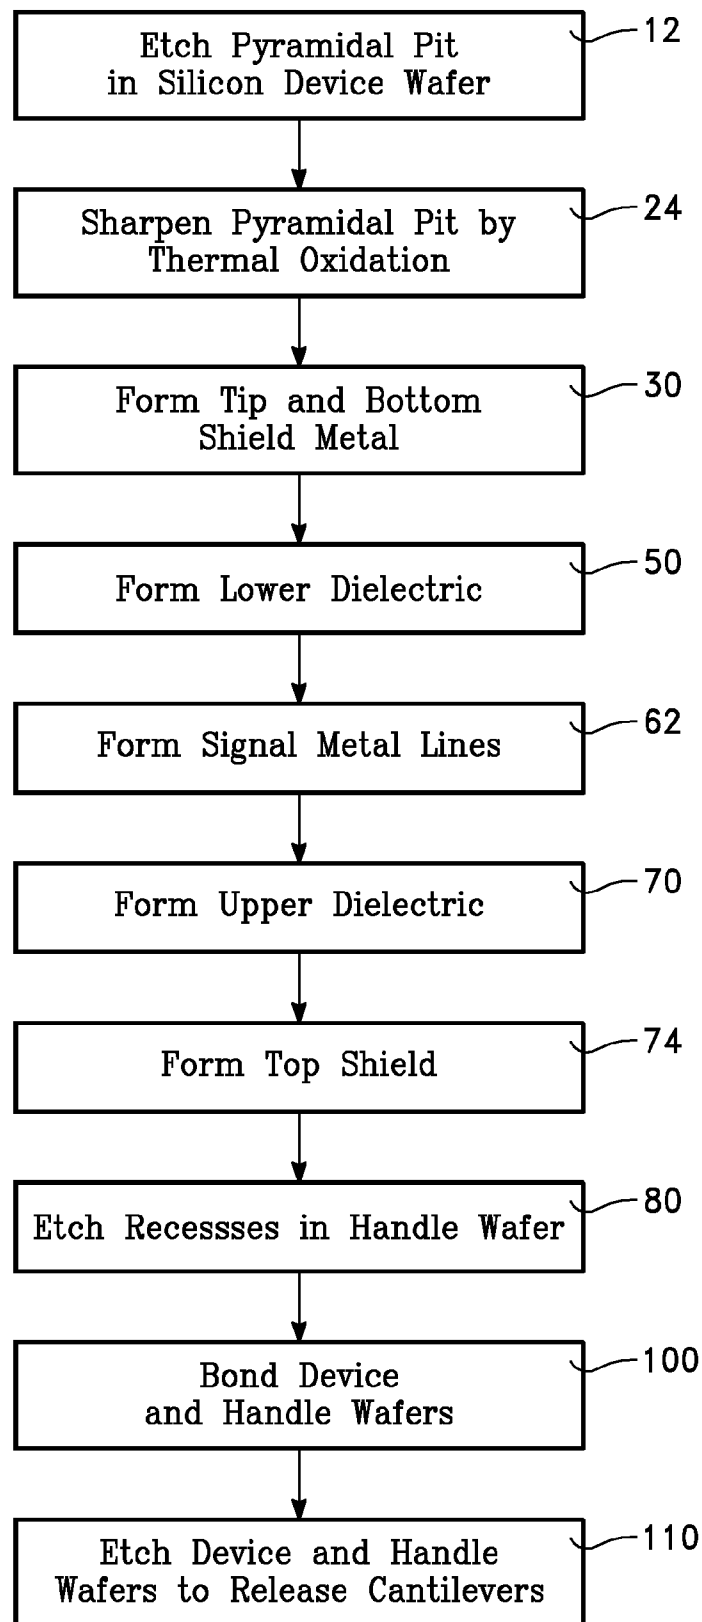 Etch Pyramidal Pit
in Silicon Device Wafer
12
Sharpen Pyramidal Pit by
Thermal Oxidation
24
Form Tip and Bottom
Shield Metal
30
Form Lower Dielectric
50
Form Signal Metal Lines
62
Form Upper Dielectric
70
Form Top Shield
74
Etch Recessses in Handle Wafer
80
Bond Device
and Handle Wafers
100
Etch Device and Handle
Wafers to Release Cantilevers
110